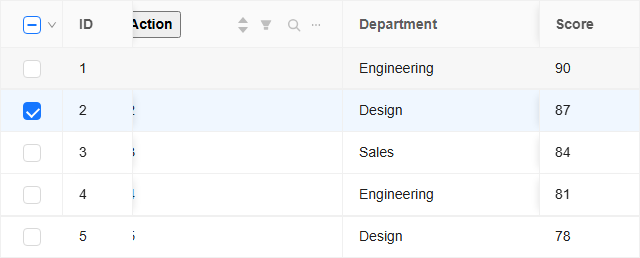 ID Action Department Score
1 Engineering 90
2 Design 87
3 Sales 84
4 Engineering 81
5 Design 78